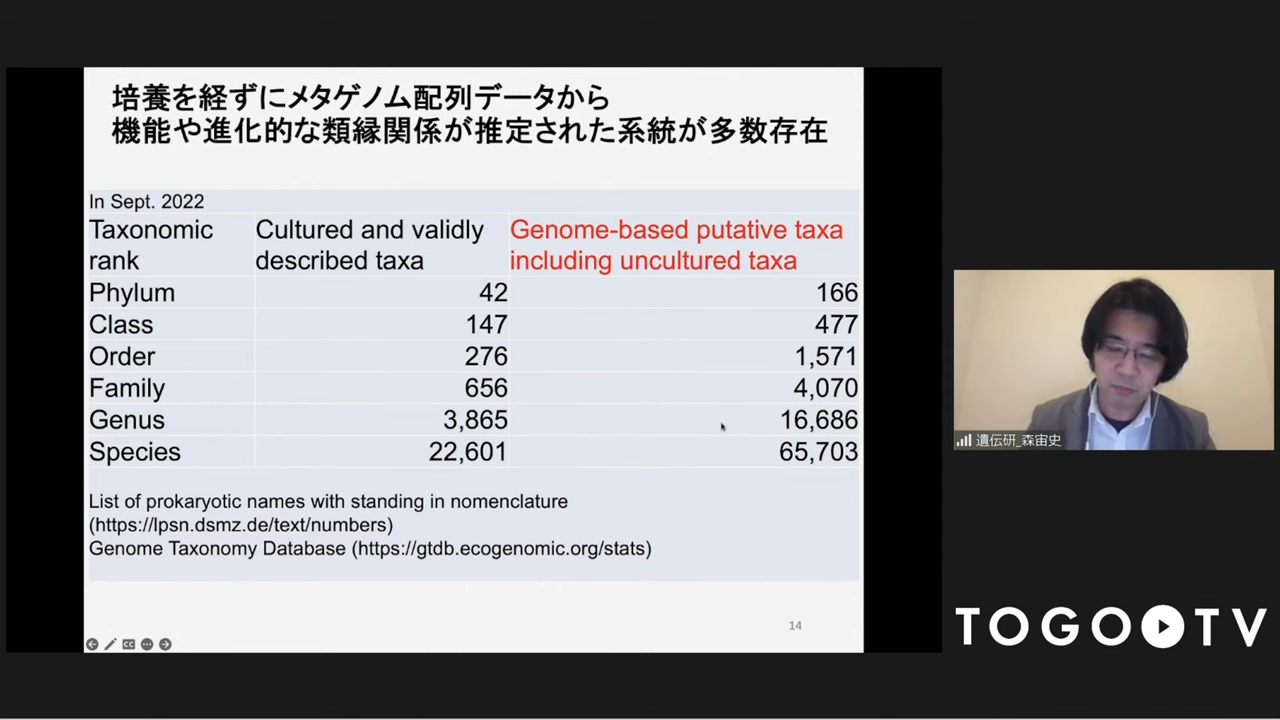 培養を経ずにメタゲノム配列データから
機能や進化的な類縁関係が推定された系統が多数存在
In Sept. 2022
Taxonomic rank
Cultured and validly described taxa
Genome-based putative taxa including uncultured taxa
Phylum 42 166
Class 147 477
Order 276 1,571
Family 656 4,070
Genus 3,865 16,686
Species 22,601 65,703
List of prokaryotic names with standing in nomenclature
(https://lpsn.dsmz.de/text/numbers)
Genome Taxonomy Database (https://gtdb.ecogenomic.org/stats)
14
遺伝研_森宙史
TOGO TV